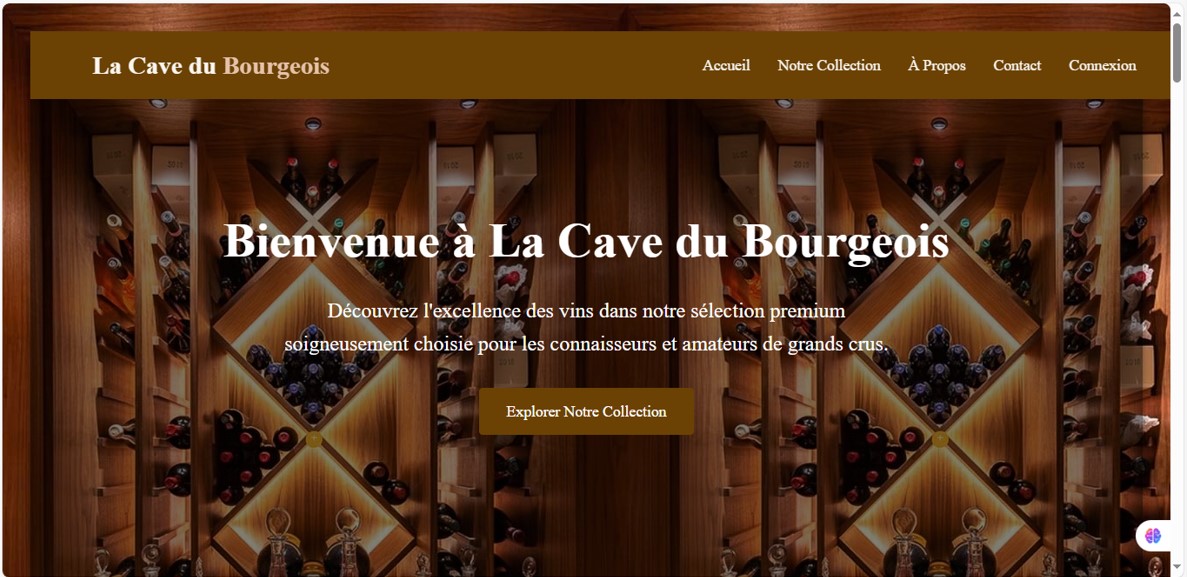 La Cave du Bourgeois
Accueil
Notre Collection
À Propos
Contact
Connexion
Bienvenue à La Cave du Bourgeois
Découvrez l'excellence des vins dans notre sélection premium
soigneusement choisie pour les connaisseurs et amateurs de grands crus.
Explorer Notre Collection